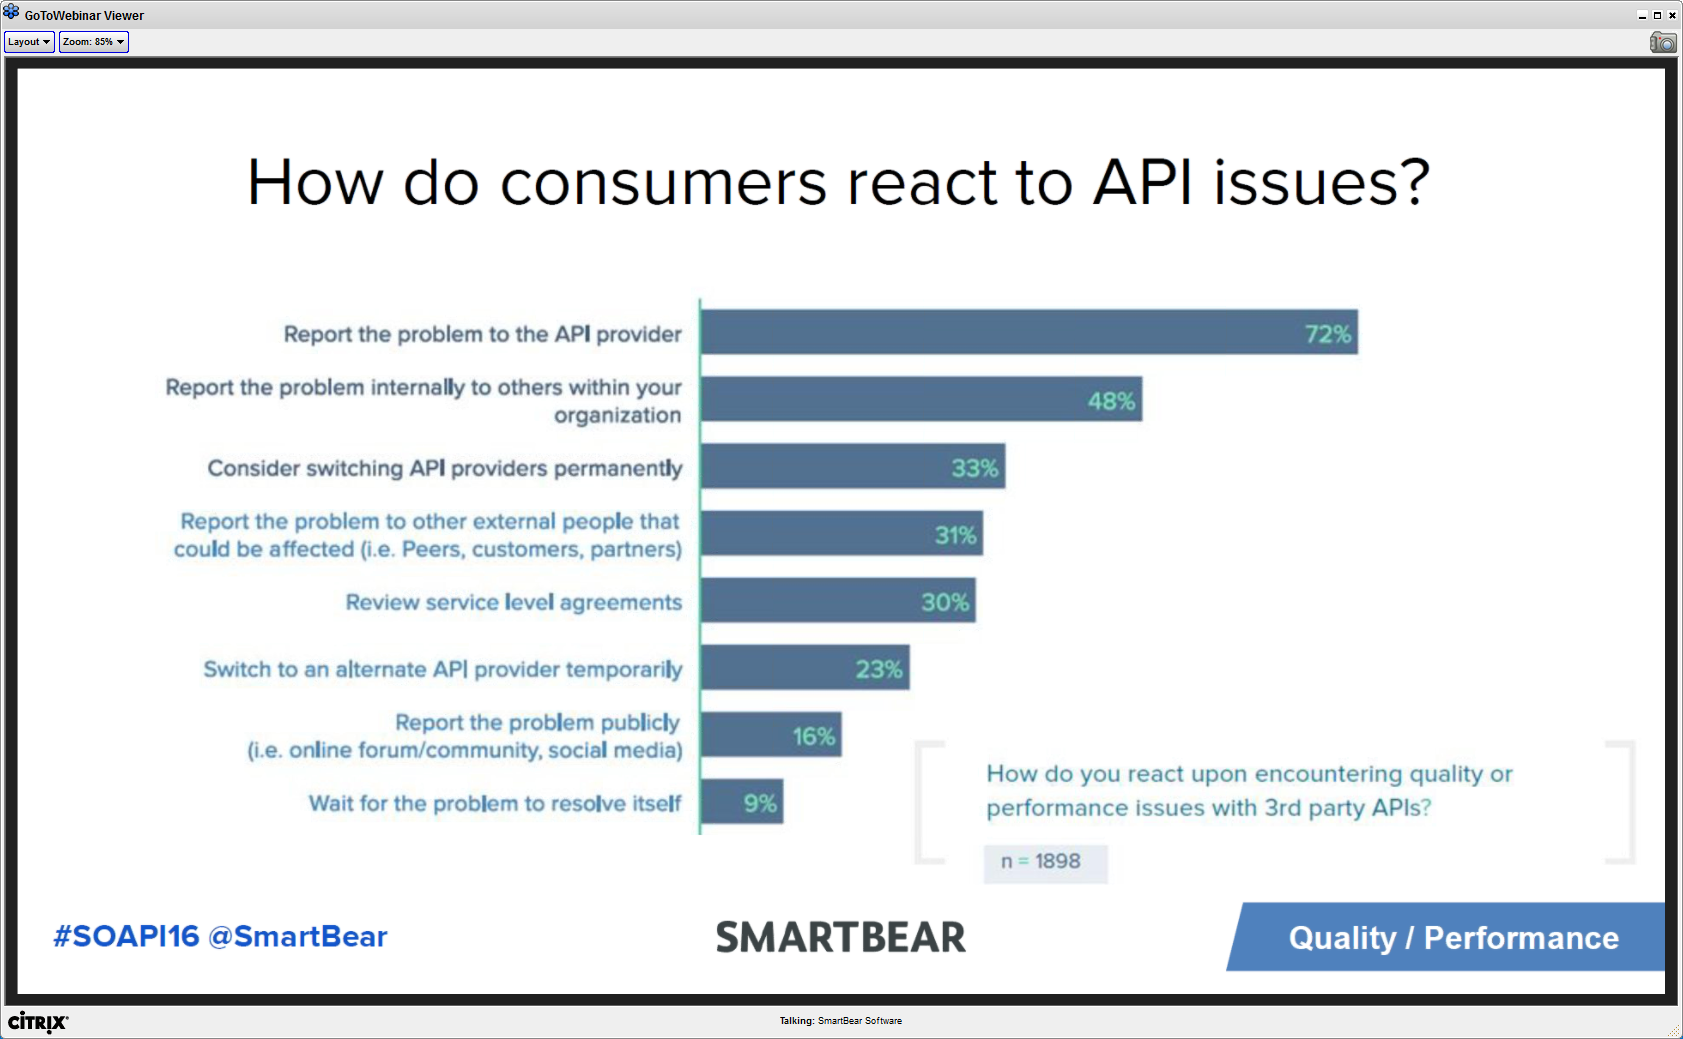 GoToWebinar Viewer
Layout
Zoom: 85%
How do consumers react to API issues?
Report the problem to the API provider
72%
Report the problem internally to others within your
organization
48%
Consider switching API providers permanently
33%
Report the problem to other external people that
could be affected (i.e. Peers, customers, partners)
31%
Review service level agreements
30%
Switch to an alternate API provider temporarily
23%
Report the problem publicly
(i.e. online forum/community, social media)
16%
Wait for the problem to resolve itself
9%
How do you react upon encountering quality or
performance issues with 3rd party APIs?
n = 1898
#SOAPI16 @SmartBear
SMARTBEAR
Quality / Performance
CITRIX
Talking: SmartBear Software